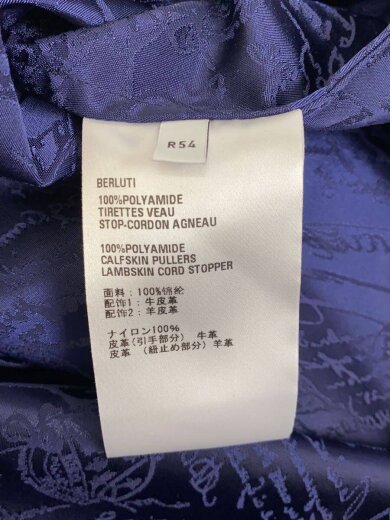 R54
BERLUTI
100%POLYAMIDE
TIRETTES VEAU
STOP-CORDON AGNEAU
100%POLYAMIDE
CALFSKIN PULLERS
LAMBSKIN CORD STOPPER
面料：100%锦纶
配饰1：牛皮革
配饰2：羊皮革
ナイロン100%
皮革(引手部分) 牛革
皮革 (紐止め部分) 羊革